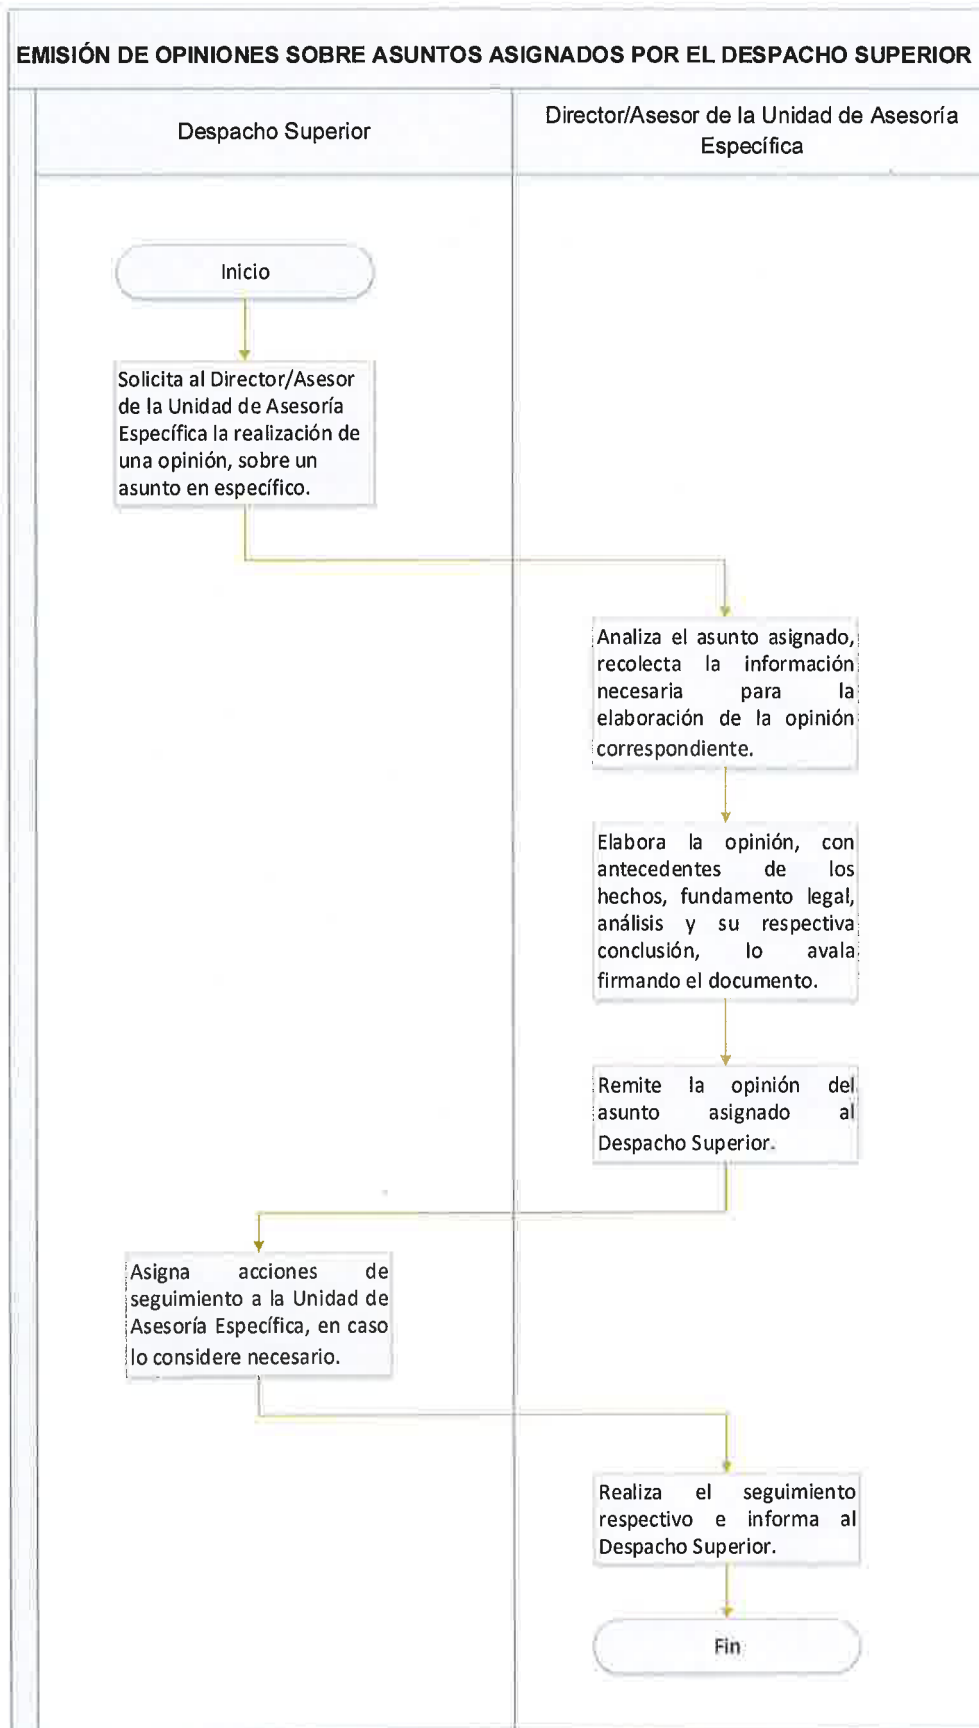 EMISIÓN DE OPINIONES SOBRE ASUNTOS ASIGNADOS POR EL DESPACHO SUPERIOR
Despacho Superior
Director/Asesor de la Unidad de Asesoría
Específica
Inicio
Solicita al Director/Asesor
de la Unidad de Asesoría
Específica la realización de
una opinión, sobre un
asunto en específico.
Analiza el asunto asignado,
recolecta la información
necesaria para la
elaboración de la opinión
correspondiente.
Elabora la opinión, con
antecedentes de los
hechos, fundamento legal,
análisis y su respectiva
conclusión, lo avala
firmando el documento.
Remite la opinión del
asunto asignado al
Despacho Superior.
Asigna acciones de
seguimiento a la Unidad de
Asesoría Específica, en caso
lo considere necesario.
Realiza el seguimiento
respectivo e informa al
Despacho Superior.
Fin